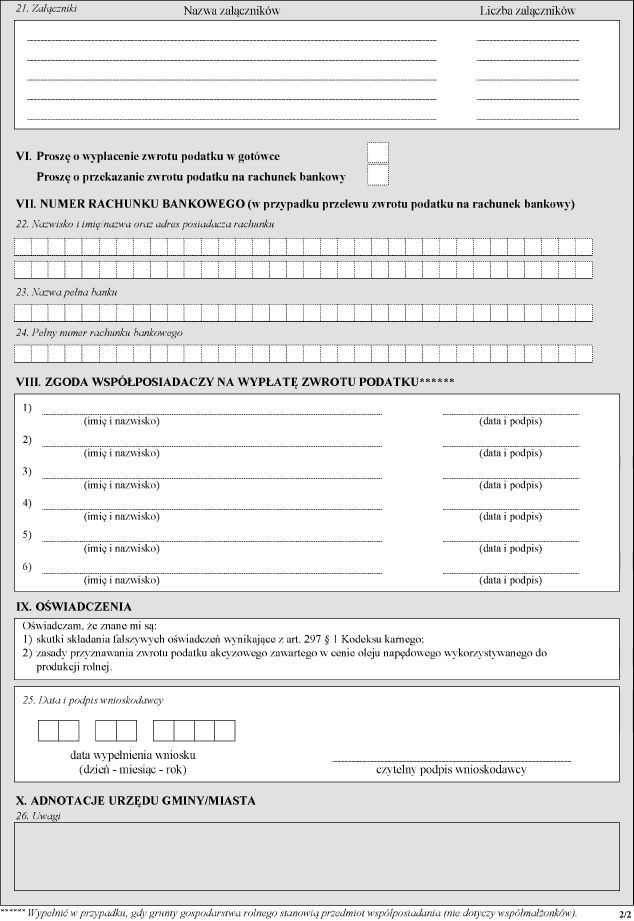 21. Załączniki Nazwa załączników Liczba załączników
VI. Proszę o wypłacenie zwrotu podatku w gotówce
Proszę o przekazanie zwrotu podatku na rachunek bankowy
VII. NUMER RACHUNKU BANKOWEGO (w przypadku przelewu zwrotu podatku na rachunek bankowy)
22. Nazwisko i imię/nazwa oraz adres posiadacza rachunku
23. Nazwa pełna banku
24. Pełny numer rachunku bankowego
VIII. ZGODA WSPÓŁPOSIADACZY NA WYPŁATĘ ZWROTU PODATKU******
1)
(imię i nazwisko) (data i podpis)
2)
(imię i nazwisko) (data i podpis)
3)
(imię i nazwisko) (data i podpis)
4)
(imię i nazwisko) (data i podpis)
5)
(imię i nazwisko) (data i podpis)
6)
(imię i nazwisko) (data i podpis)
IX. OŚWIADCZENIA
Oświadczam, że znane mi są:
1) skutki składania fałszywych oświadczeń wynikające z art. 297 § 1 Kodeksu karnego;
2) zasady przyznawania zwrotu podatku akcyzowego zawartego w cenie oleju napędowego wykorzystywanego do
produkcji rolnej.
25. Data i podpis wnioskodawcy
data wypełnienia wniosku
(dzień - miesiąc - rok) czytelny podpis wnioskodawcy
X. ADNOTACJE URZĘDU GMINY/MIASTA
26. Uwagi
****** Wypełnić w przypadku, gdy grunty gospodarstwa rolnego stanowią przedmiot współposiadania (nie dotyczy współmałżonków). 2/2